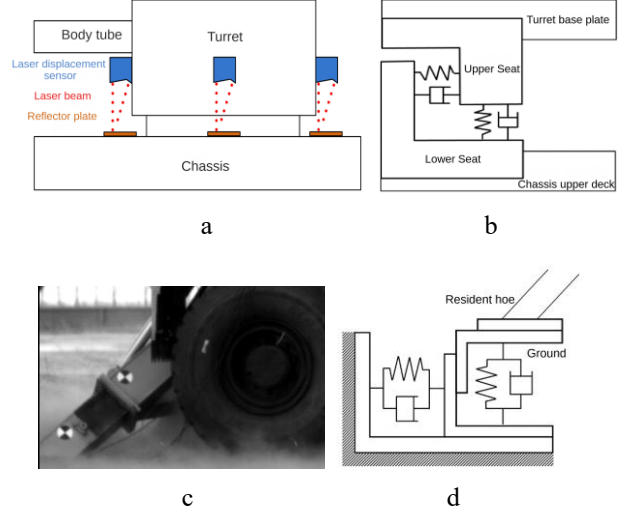 Body tube
Turret
Laser displacement
sensor
Laser beam
Reflector plate
Chassis
a
Turret base plate
Upper Seat
Lower Seat
Chassis upper deck
b
c
Resident hoe
Ground
d